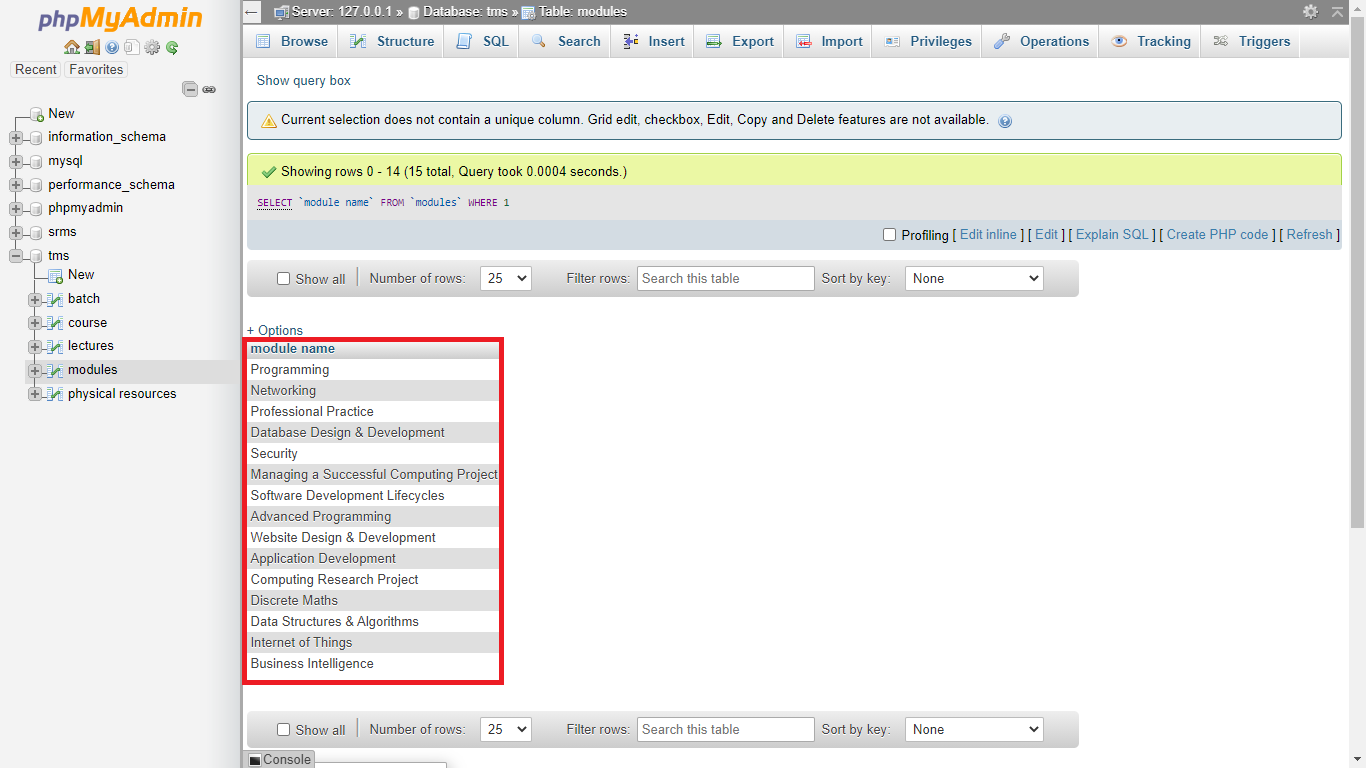 phpMyAdmin
Recent Favorites
New
information_schema
mysql
performance_schema
phpmyadmin
srms
tms
New
batch
course
lectures
modules
physical resources
Server: 127.0.0.1 » Database: tms » Table: modules
Browse Structure SQL Search Insert Export Import Privileges Operations Tracking Triggers
Show query box
Current selection does not contain a unique column. Grid edit, checkbox, Edit, Copy and Delete features are not available.
Showing rows 0 - 14 (15 total, Query took 0.0004 seconds.)
SELECT `module name` FROM `modules` WHERE 1
Profiling [ Edit inline ] [ Edit ] [ Explain SQL ] [ Create PHP code ] [ Refresh ]
Show all Number of rows: 25 Filter rows: Search this table Sort by key: None
+ Options
module name
Programming
Networking
Professional Practice
Database Design & Development
Security
Managing a Successful Computing Project
Software Development Lifecycles
Advanced Programming
Website Design & Development
Application Development
Computing Research Project
Discrete Maths
Data Structures & Algorithms
Internet of Things
Business Intelligence
Show all Number of rows: 25 Filter rows: Search this table Sort by key: None
Console